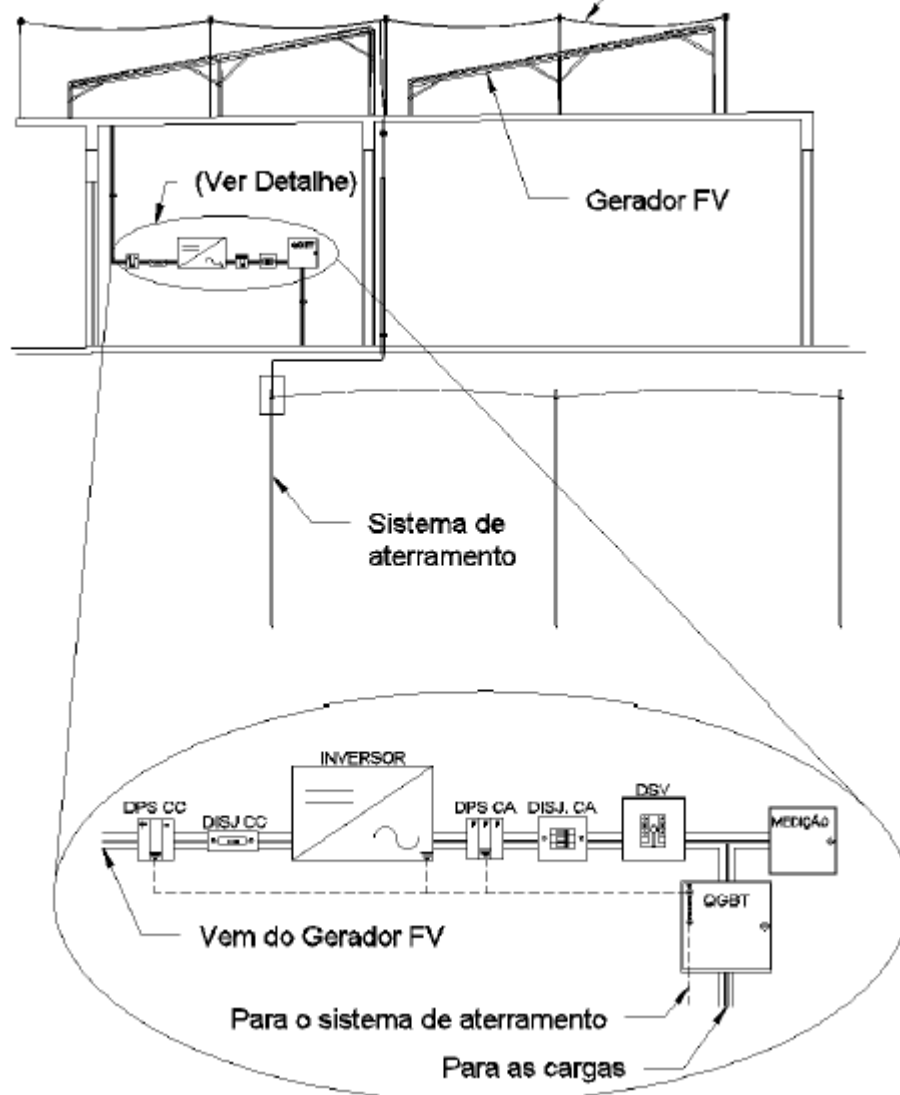 (Ver Detalhe)
Gerador FV
QGBT
Sistema de
aterramento
INVERSOR
DPS CC
DISJ CC
DPS CA
DISJ. CA
DSV
MEDIÇÃO
QGBT
Vem do Gerador FV
Para o sistema de aterramento
Para as cargas